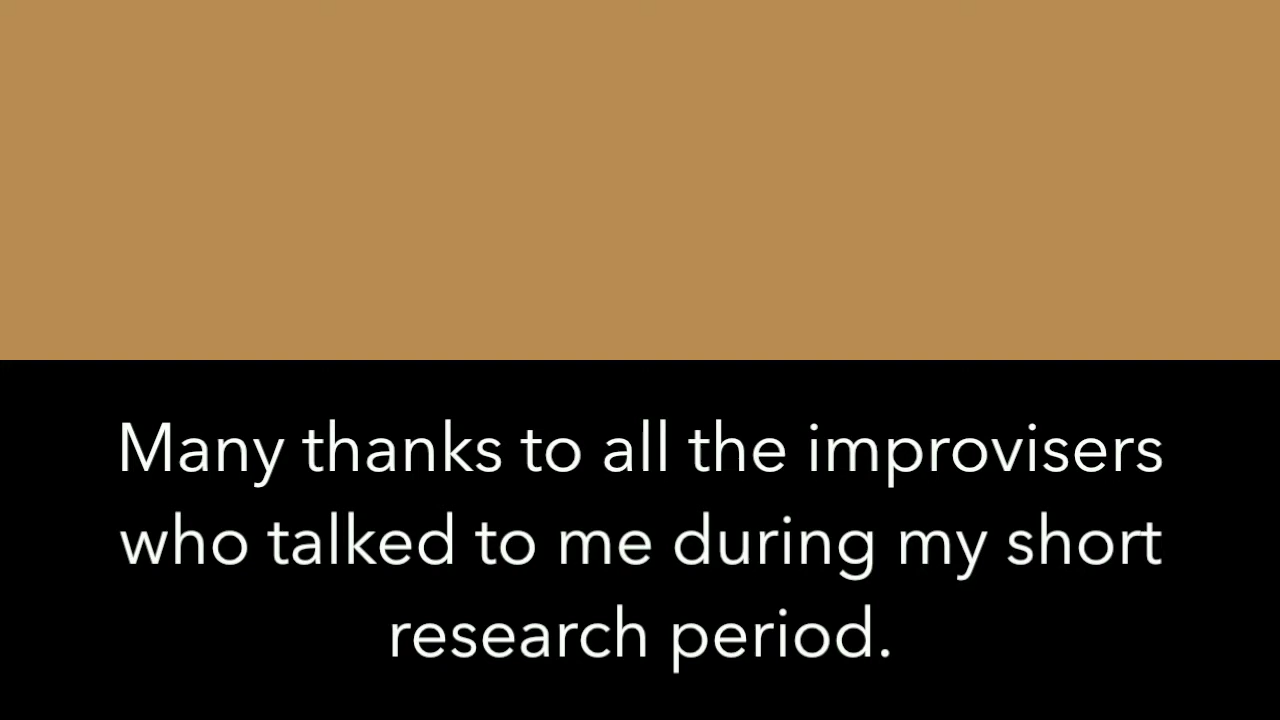 Many thanks to all the improvisers
who talked to me during my short
research period.